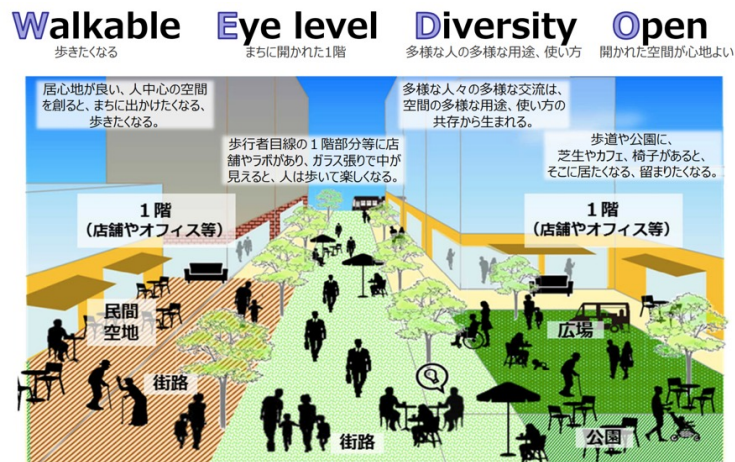 Walkable
歩きたくなる
Eye level
まちに開かれた1階
Diversity
多様な人の多様な用途、使い方
Open
開かれた空間が心地よい
居心地が良い、人中心の空間
を創ると、まちに出かけたくなる、
歩きたくなる。
歩行者目線の1階部分等に店
舗やラボがあり、ガラス張りで中が
見えると、人は歩いて楽しくなる。
多様な人々の多様な交流は、
空間の多様な用途、使い方の
共存から生まれる。
歩道や公園に、
芝生やカフェ、椅子があると、
そこに居たくなる、留まりたくなる。
1階
（店舗やオフィス等）
1階
（店舗やオフィス等）
民間
空地
街路
街路
広場
公園